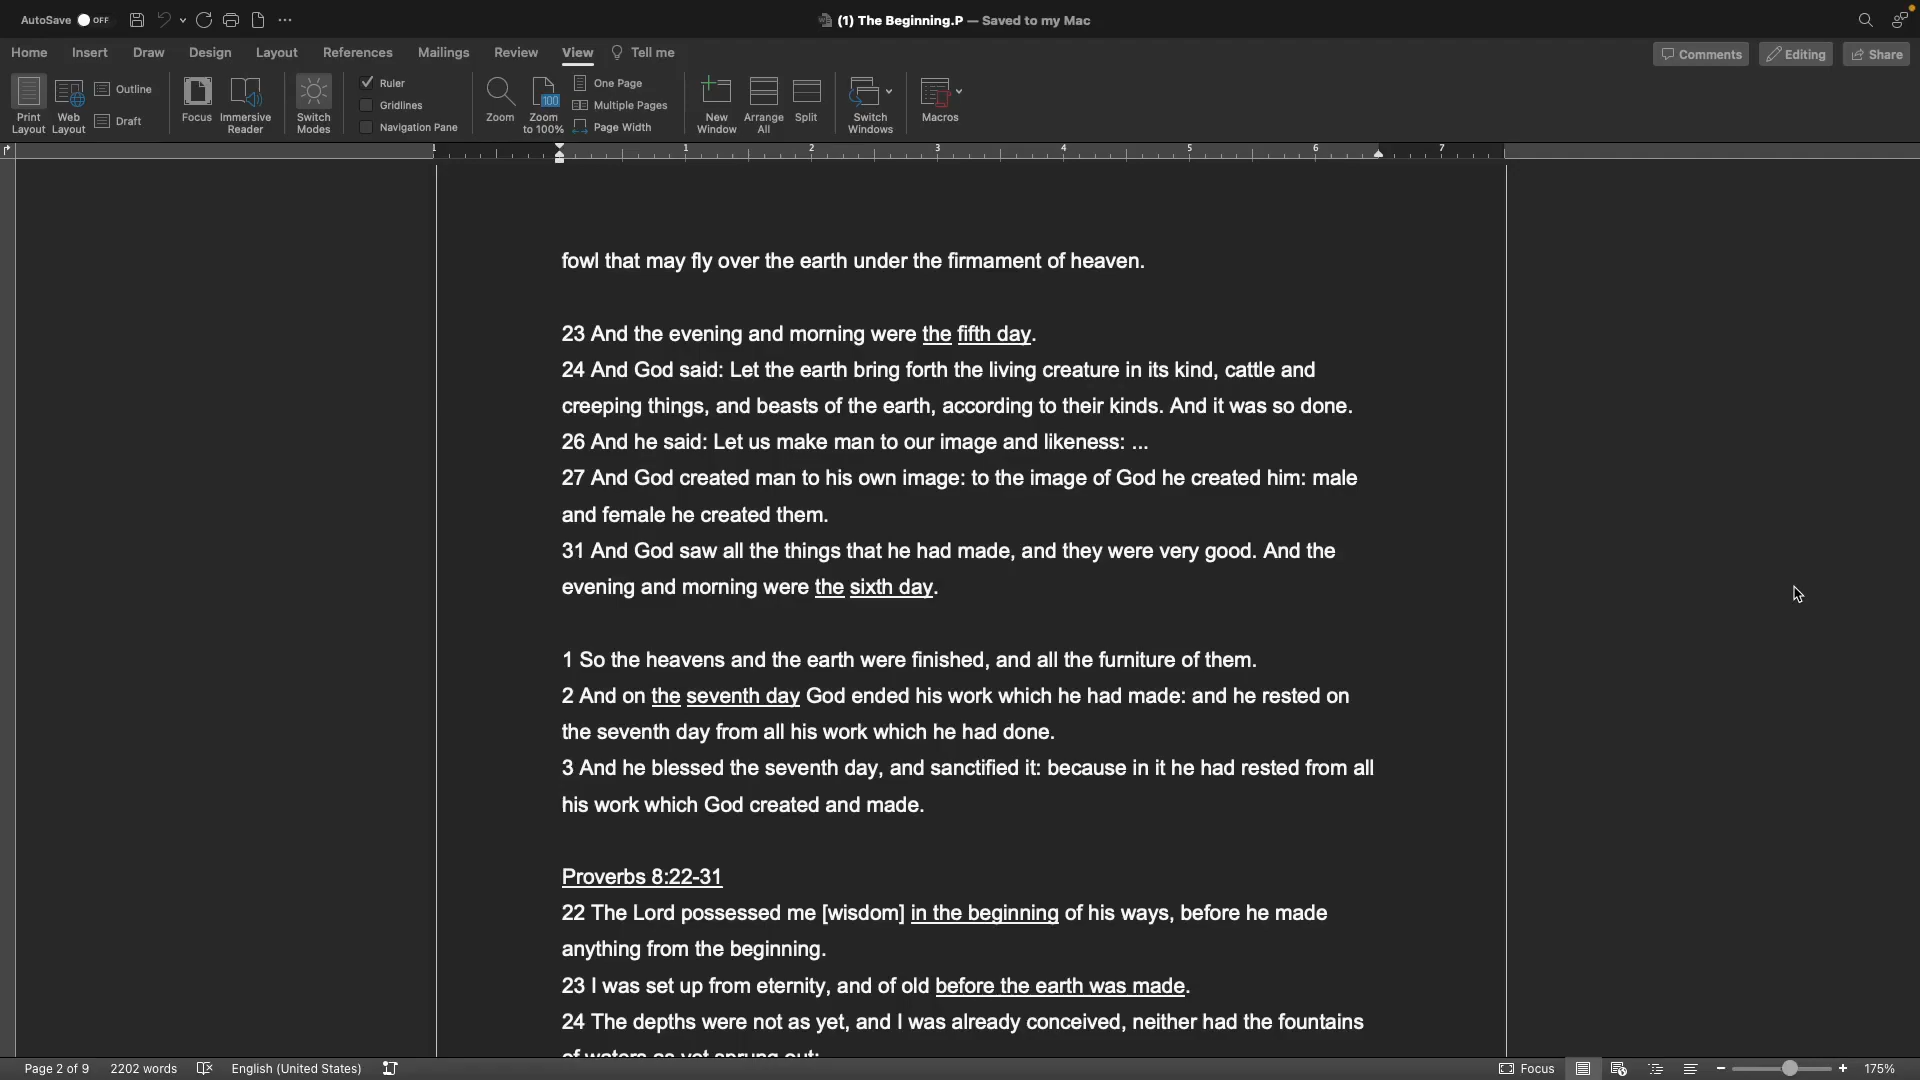 AutoSave OFF
(1) The Beginning.P — Saved to my Mac
Home Insert Draw Design Layout References Mailings Review View Tell me
Comments Editing Share
Print Layout
Web Layout
Outline
Draft
Focus
Immersive Reader
Switch Modes
Ruler
Gridlines
Navigation Pane
Zoom
100
Zoom to 100%
One Page
Multiple Pages
Page Width
New Window
Arrange All
Split
Switch Windows
Macros
1 1 2 3 4 5 6 7
fowl that may fly over the earth under the firmament of heaven.
23 And the evening and morning were the fifth day.
24 And God said: Let the earth bring forth the living creature in its kind, cattle and
creeping things, and beasts of the earth, according to their kinds. And it was so done.
26 And he said: Let us make man to our image and likeness: ...
27 And God created man to his own image: to the image of God he created him: male
and female he created them.
31 And God saw all the things that he had made, and they were very good. And the
evening and morning were the sixth day.
1 So the heavens and the earth were finished, and all the furniture of them.
2 And on the seventh day God ended his work which he had made: and he rested on
the seventh day from all his work which he had done.
3 And he blessed the seventh day, and sanctified it: because in it he had rested from all
his work which God created and made.
Proverbs 8:22-31
22 The Lord possessed me [wisdom] in the beginning of his ways, before he made
anything from the beginning.
23 I was set up from eternity, and of old before the earth was made.
24 The depths were not as yet, and I was already conceived, neither had the fountains
of waters as yet sprung out:
Page 2 of 9 2202 words English (United States) Focus 175%